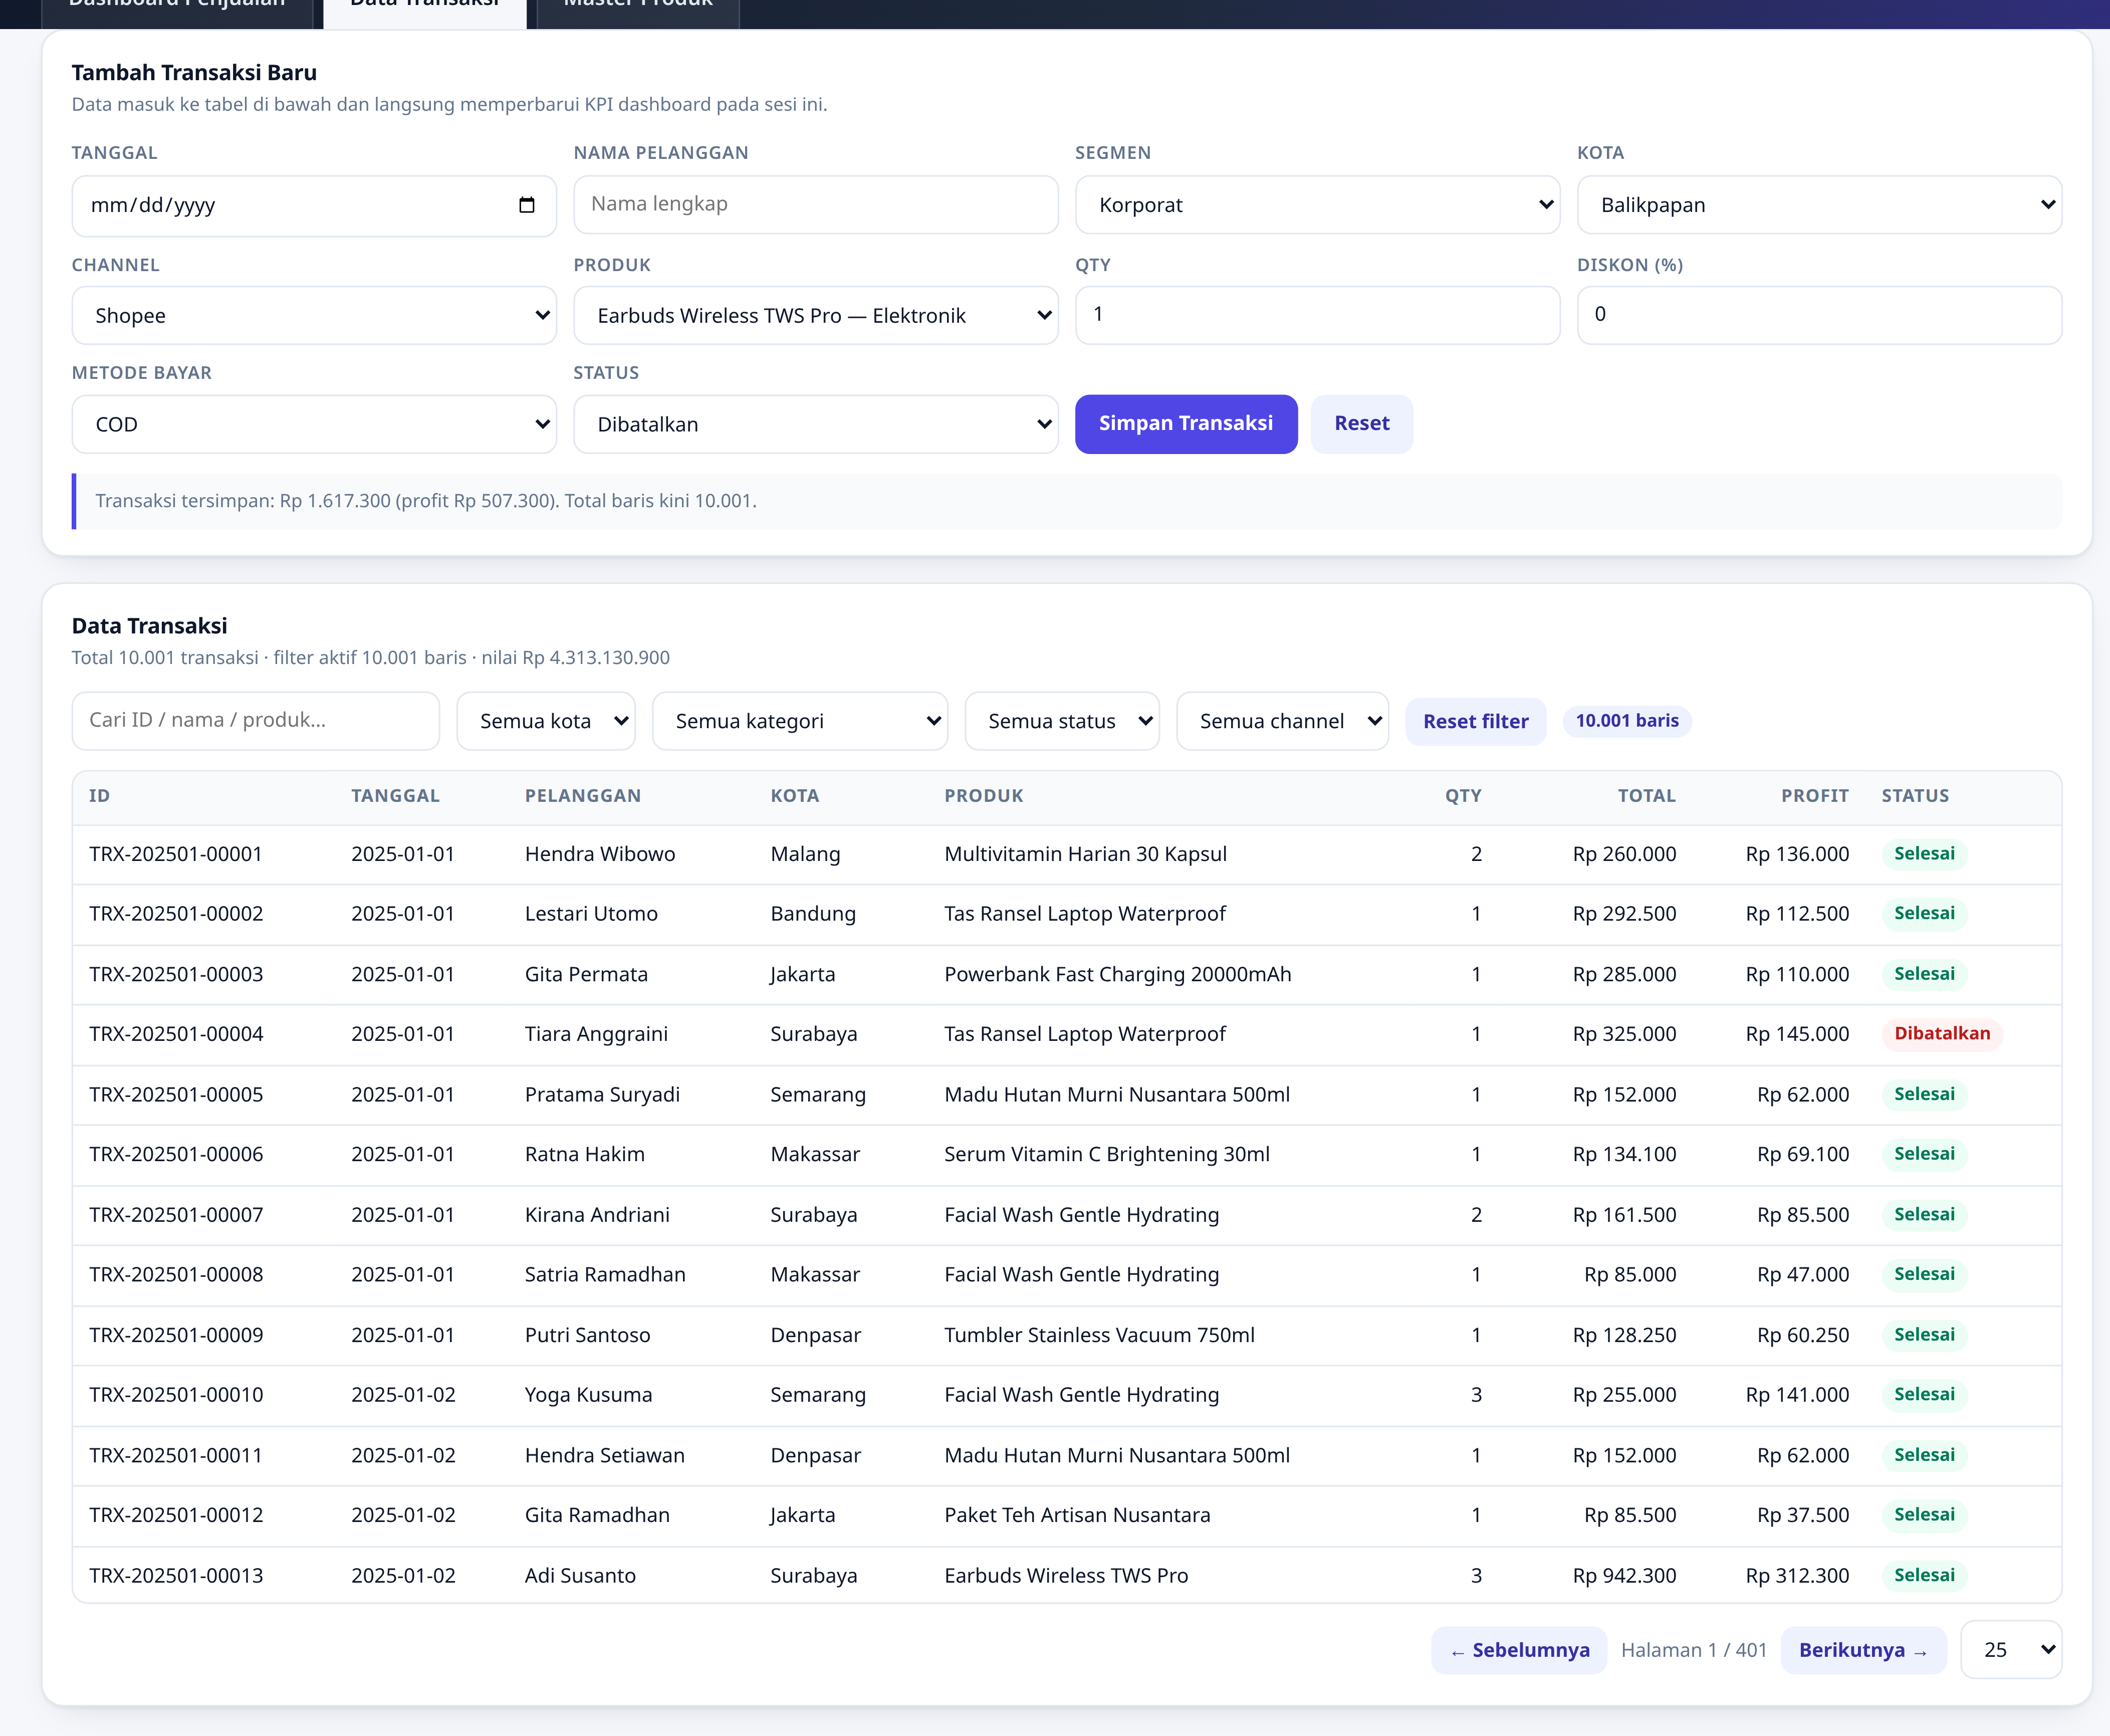 Dashboard Penjualan Data Transaksi Master Produk
Tambah Transaksi Baru
Data masuk ke tabel di bawah dan langsung memperbarui KPI dashboard pada sesi ini.
TANGGAL NAMA PELANGGAN SEGMEN KOTA
mm/dd/yyyy Nama lengkap Korporat Balikpapan
CHANNEL PRODUK QTY DISKON (%)
Shopee Earbuds Wireless TWS Pro — Elektronik 1 0
METODE BAYAR STATUS
COD Dibatalkan Simpan Transaksi Reset
Transaksi tersimpan: Rp 1.617.300 (profit Rp 507.300). Total baris kini 10.001.
Data Transaksi
Total 10.001 transaksi · filter aktif 10.001 baris · nilai Rp 4.313.130.900
Cari ID / nama / produk... Semua kota Semua kategori Semua status Semua channel Reset filter 10.001 baris
ID TANGGAL PELANGGAN KOTA PRODUK QTY TOTAL PROFIT STATUS
TRX-202501-00001 2025-01-01 Hendra Wibowo Malang Multivitamin Harian 30 Kapsul 2 Rp 260.000 Rp 136.000 Selesai
TRX-202501-00002 2025-01-01 Lestari Utomo Bandung Tas Ransel Laptop Waterproof 1 Rp 292.500 Rp 112.500 Selesai
TRX-202501-00003 2025-01-01 Gita Permata Jakarta Powerbank Fast Charging 20000mAh 1 Rp 285.000 Rp 110.000 Selesai
TRX-202501-00004 2025-01-01 Tiara Anggraini Surabaya Tas Ransel Laptop Waterproof 1 Rp 325.000 Rp 145.000 Dibatalkan
TRX-202501-00005 2025-01-01 Pratama Suryadi Semarang Madu Hutan Murni Nusantara 500ml 1 Rp 152.000 Rp 62.000 Selesai
TRX-202501-00006 2025-01-01 Ratna Hakim Makassar Serum Vitamin C Brightening 30ml 1 Rp 134.100 Rp 69.100 Selesai
TRX-202501-00007 2025-01-01 Kirana Andriani Surabaya Facial Wash Gentle Hydrating 2 Rp 161.500 Rp 85.500 Selesai
TRX-202501-00008 2025-01-01 Satria Ramadhan Makassar Facial Wash Gentle Hydrating 1 Rp 85.000 Rp 47.000 Selesai
TRX-202501-00009 2025-01-01 Putri Santoso Denpasar Tumbler Stainless Vacuum 750ml 1 Rp 128.250 Rp 60.250 Selesai
TRX-202501-00010 2025-01-02 Yoga Kusuma Semarang Facial Wash Gentle Hydrating 3 Rp 255.000 Rp 141.000 Selesai
TRX-202501-00011 2025-01-02 Hendra Setiawan Denpasar Madu Hutan Murni Nusantara 500ml 1 Rp 152.000 Rp 62.000 Selesai
TRX-202501-00012 2025-01-02 Gita Ramadhan Jakarta Paket Teh Artisan Nusantara 1 Rp 85.500 Rp 37.500 Selesai
TRX-202501-00013 2025-01-02 Adi Susanto Surabaya Earbuds Wireless TWS Pro 3 Rp 942.300 Rp 312.300 Selesai
← Sebelumnya Halaman 1 / 401 Berikutnya → 25